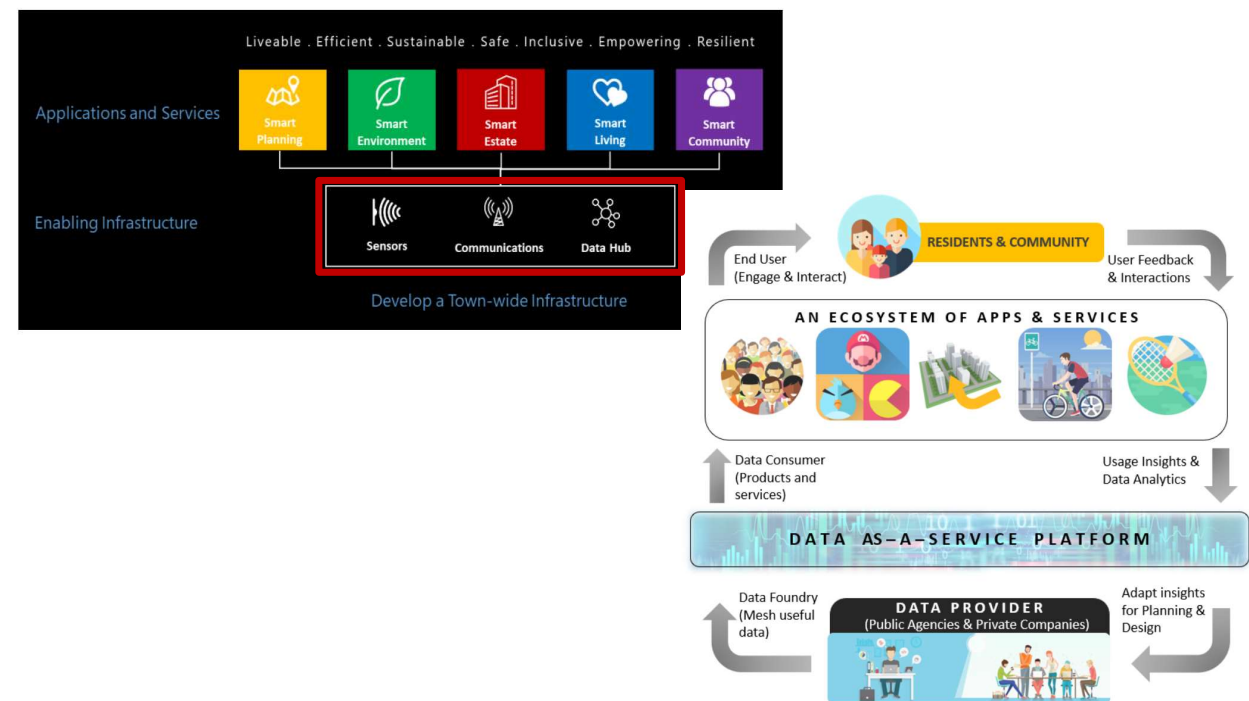 Liveable . Efficient . Sustainable . Safe . Inclusive . Empowering . Resilient
Applications and Services
Smart
Planning
Smart
Environment
Smart
Estate
Smart
Living
Smart
Community
Enabling Infrastructure
Sensors
Communications
Data Hub
Develop a Town-wide Infrastructure
RESIDENTS & COMMUNITY
End User
(Engage & Interact)
User Feedback
& Interactions
AN ECOSYSTEM OF APPS & SERVICES
Data Consumer
(Products and
services)
Usage Insights &
Data Analytics
DATA AS–A–SERVICE PLATFORM
Data Foundry
(Mesh useful
data)
DATA PROVIDER
(Public Agencies & Private Companies)
Adapt insights
for Planning &
Design